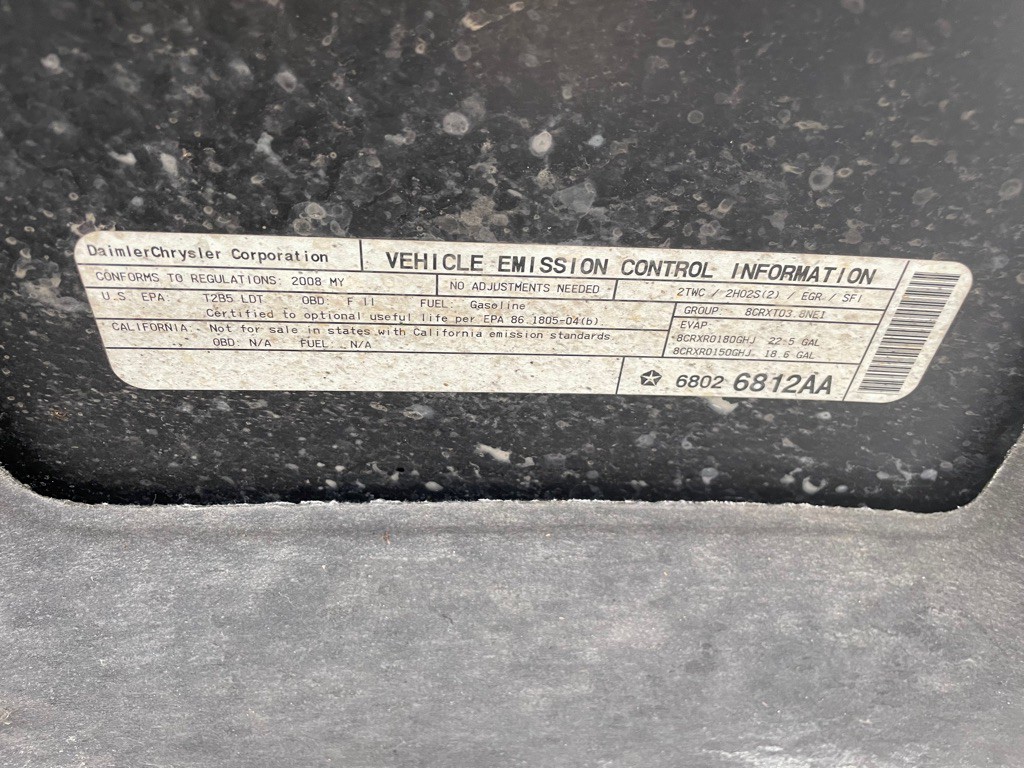 DaimlerChrysler Corporation
VEHICLE EMISSION CONTROL INFORMATION
CONFORMS TO REGULATIONS: 2008 MY
NO ADJUSTMENTS NEEDED
2TWC / 2HO2S(2) / EGR / SFI
U.S. EPA: T2B5 LDT OBD: F II FUEL: Gasoline
Certified to optional useful life per EPA 86.1805-04(b).
GROUP: 8CRXT03.8NE1
EVAP:
8CRXR0180GHJ 22.5 GAL
8CRXR0150GHJ 18.6 GAL
CALIFORNIA: Not for sale in states with California emission standards.
OBD: N/A FUEL: N/A
6802 6812AA